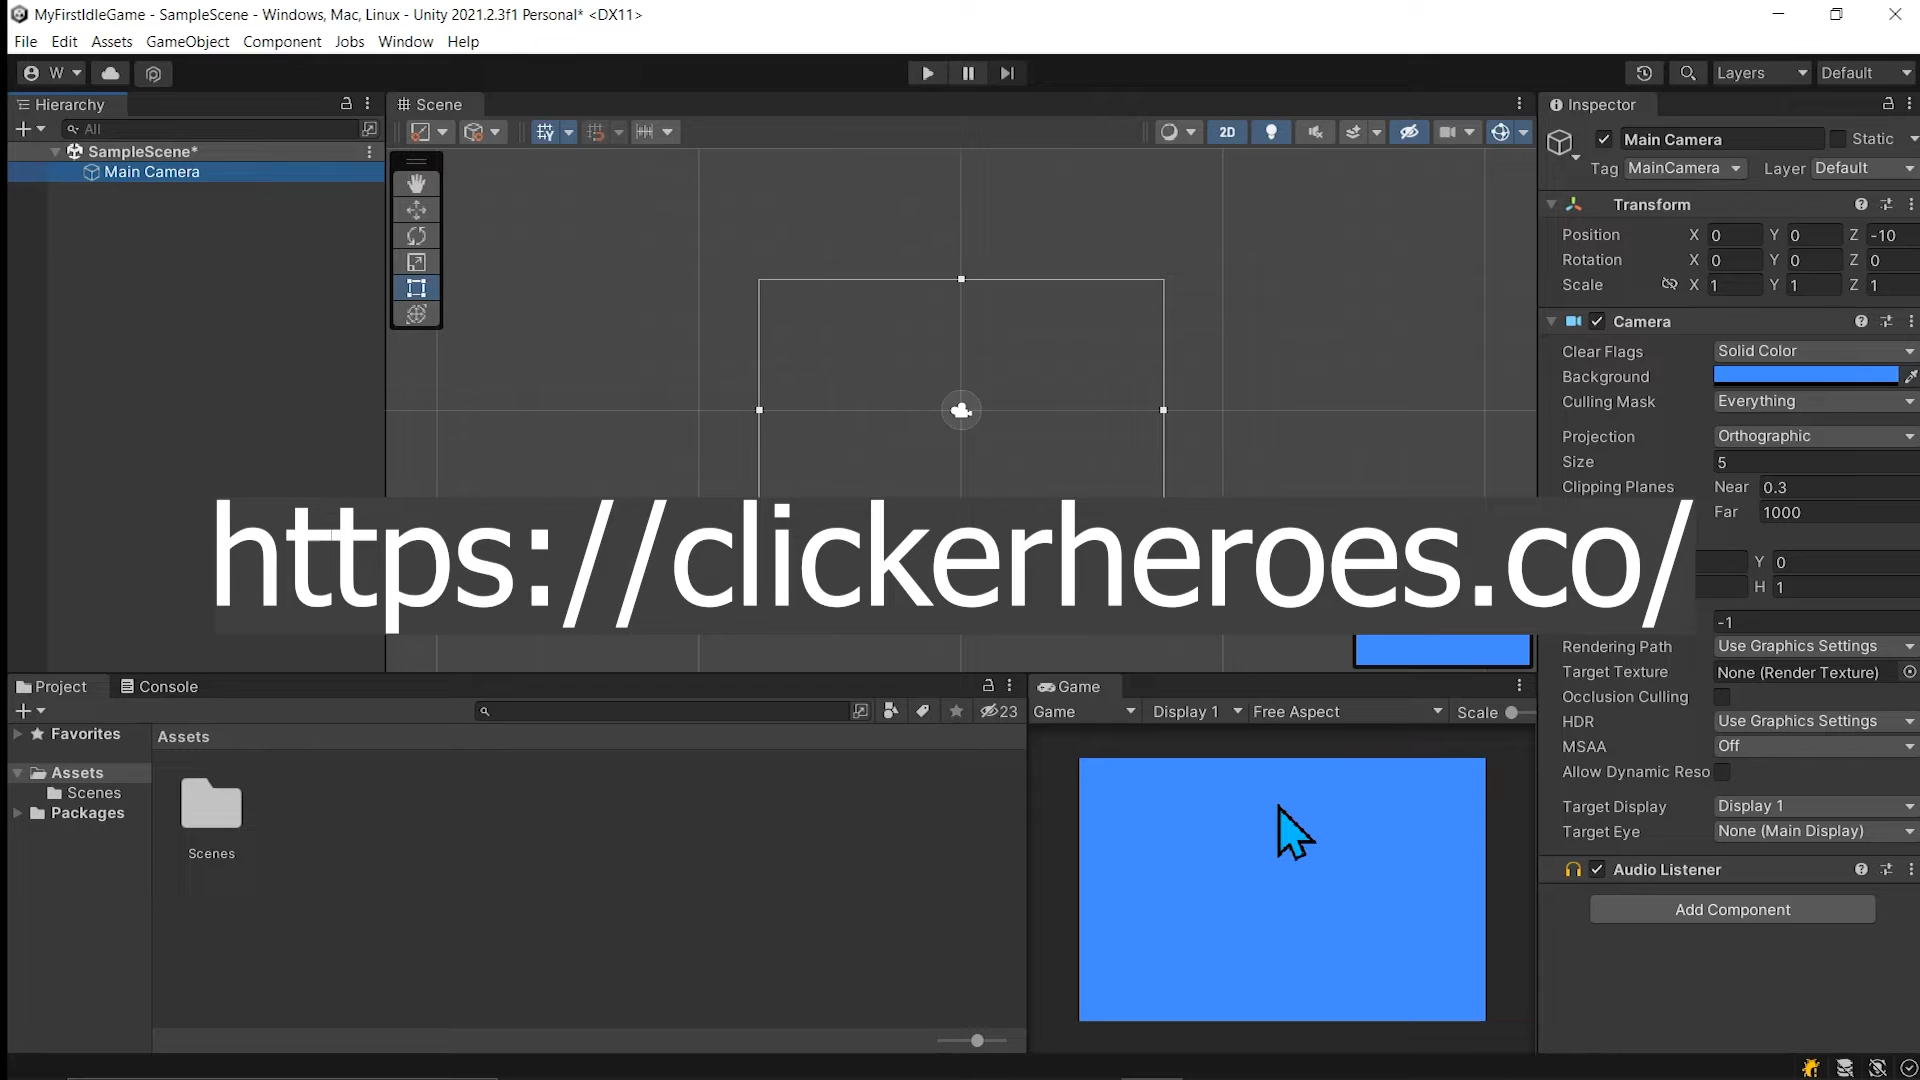 MyFirstIdleGame - SampleScene - Windows, Mac, Linux - Unity 2021.2.3f1 Personal* <DX11>
File Edit Assets GameObject Component Jobs Window Help
W Layers Default
Hierarchy
All
SampleScene*
Main Camera
Scene
2D
Inspector
Main Camera Static
Tag MainCamera Layer Default
Transform
Position X 0 Y 0 Z -10
Rotation X 0 Y 0 Z 0
Scale X 1 Y 1 Z 1
Camera
Clear Flags Solid Color
Background
Culling Mask Everything
Projection Orthographic
Size 5
Clipping Planes Near 0.3
Far 1000
Y 0
H 1
-1
Rendering Path Use Graphics Settings
Target Texture None (Render Texture)
Occlusion Culling
HDR Use Graphics Settings
MSAA Off
Allow Dynamic Reso
Target Display Display 1
Target Eye None (Main Display)
Audio Listener
Add Component
https://clickerheroes.co/
Project Console
23
Favorites
Assets
Scenes
Packages
Assets
Scenes
Game
Game Display 1 Free Aspect Scale